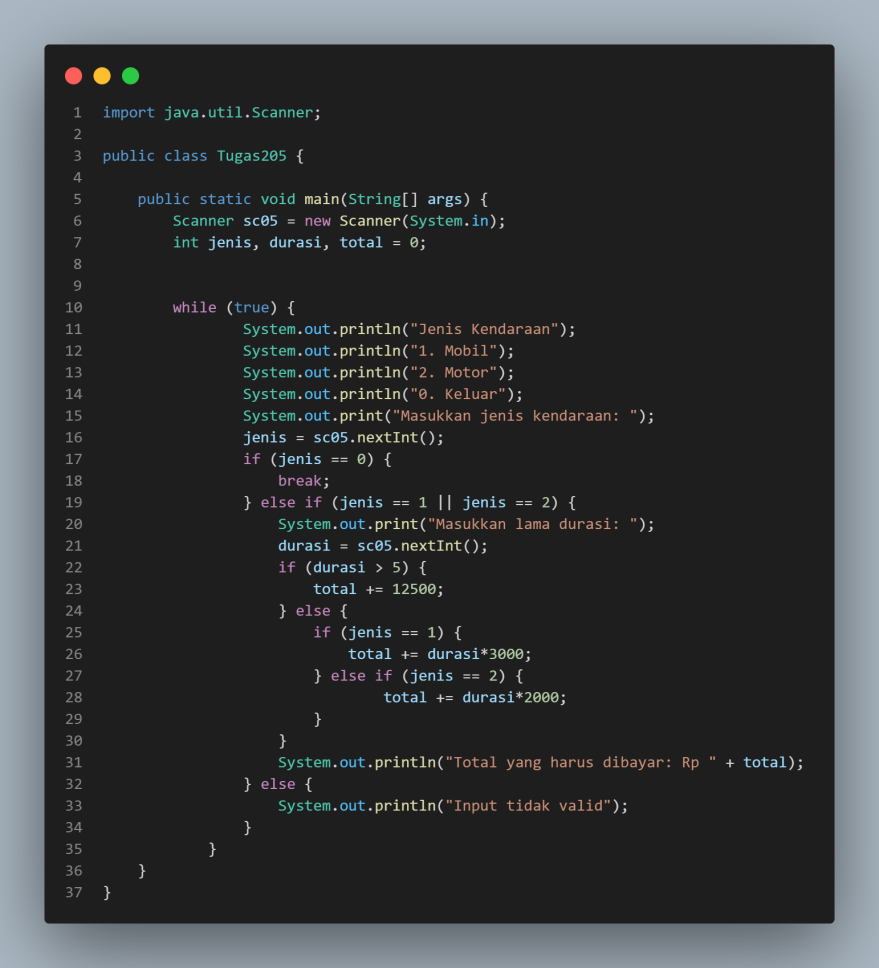 1 import java.util.Scanner;
2
3 public class Tugas205 {
4
5     public static void main(String[] args) {
6         Scanner sc05 = new Scanner(System.in);
7         int jenis, durasi, total = 0;
8
9
10         while (true) {
11                 System.out.println("Jenis Kendaraan");
12                 System.out.println("1. Mobil");
13                 System.out.println("2. Motor");
14                 System.out.println("0. Keluar");
15                 System.out.print("Masukkan jenis kendaraan: ");
16                 jenis = sc05.nextInt();
17                 if (jenis == 0) {
18                     break;
19                 } else if (jenis == 1 || jenis == 2) {
20                     System.out.print("Masukkan lama durasi: ");
21                     durasi = sc05.nextInt();
22                     if (durasi > 5) {
23                         total += 12500;
24                     } else {
25                         if (jenis == 1) {
26                             total += durasi*3000;
27                         } else if (jenis == 2) {
28                                 total += durasi*2000;
29                         }
30                     }
31                     System.out.println("Total yang harus dibayar: Rp " + total);
32                 } else {
33                     System.out.println("Input tidak valid");
34                 }
35             }
36     }
37 }